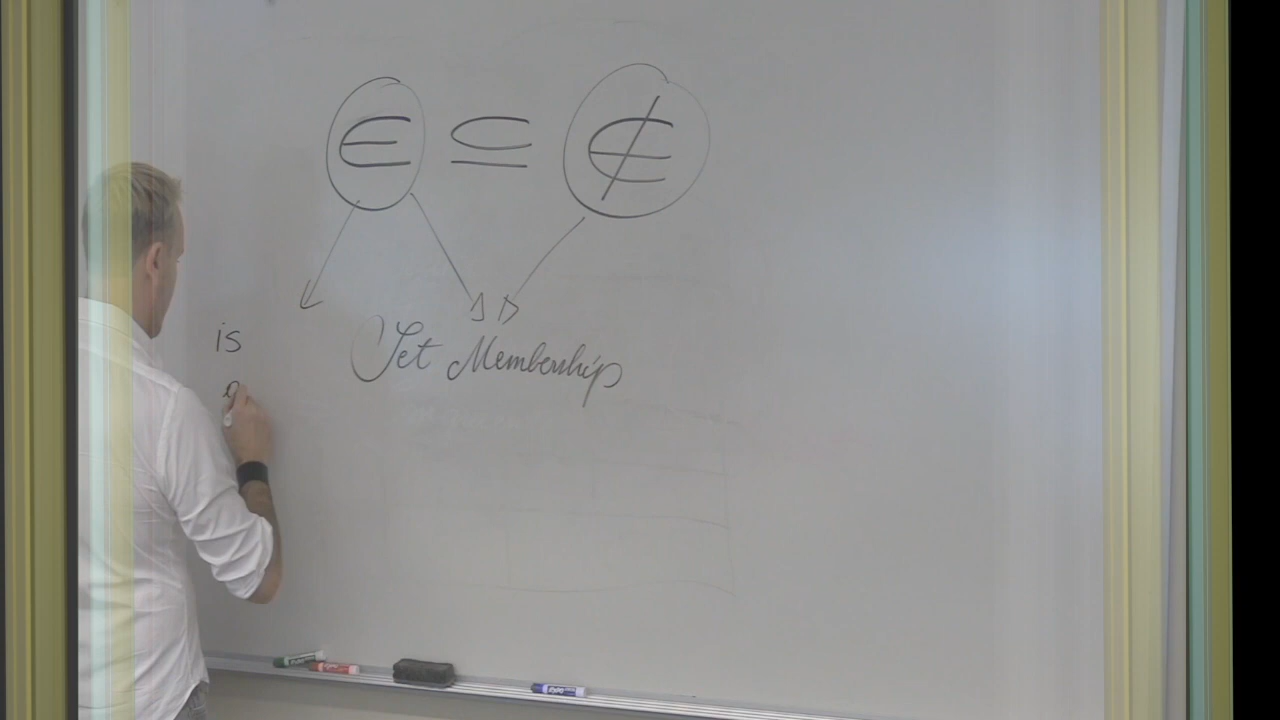 ∈ ⊆ ∉
is
Set Membership